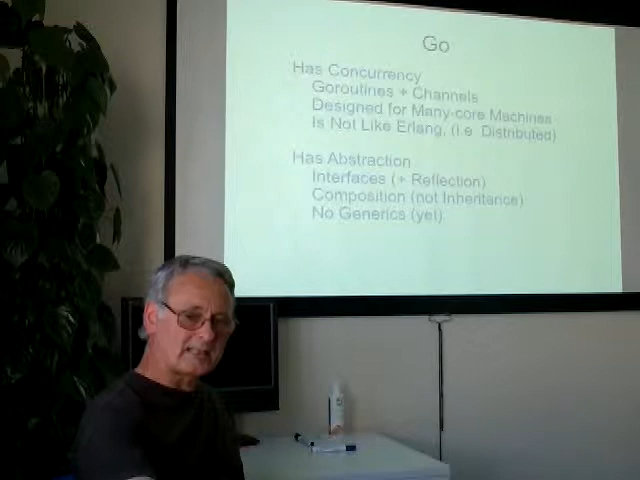 Go
Has Concurrency
Goroutines + Channels
Designed for Many-core Machines
Is Not Like Erlang, (i.e Distributed)
Has Abstraction
Interfaces (+ Reflection)
Composition (not Inheritance)
No Generics (yet)